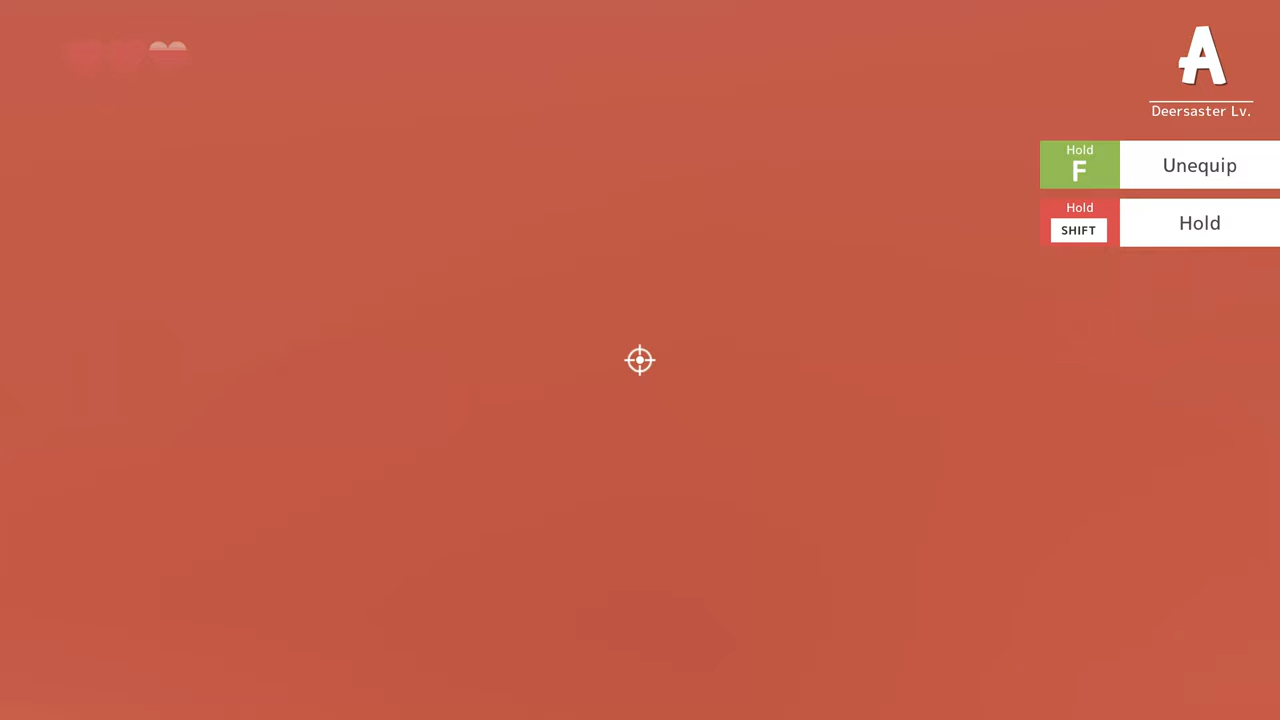 A
Deersaster Lv.
Hold
F
Unequip
Hold
SHIFT
Hold